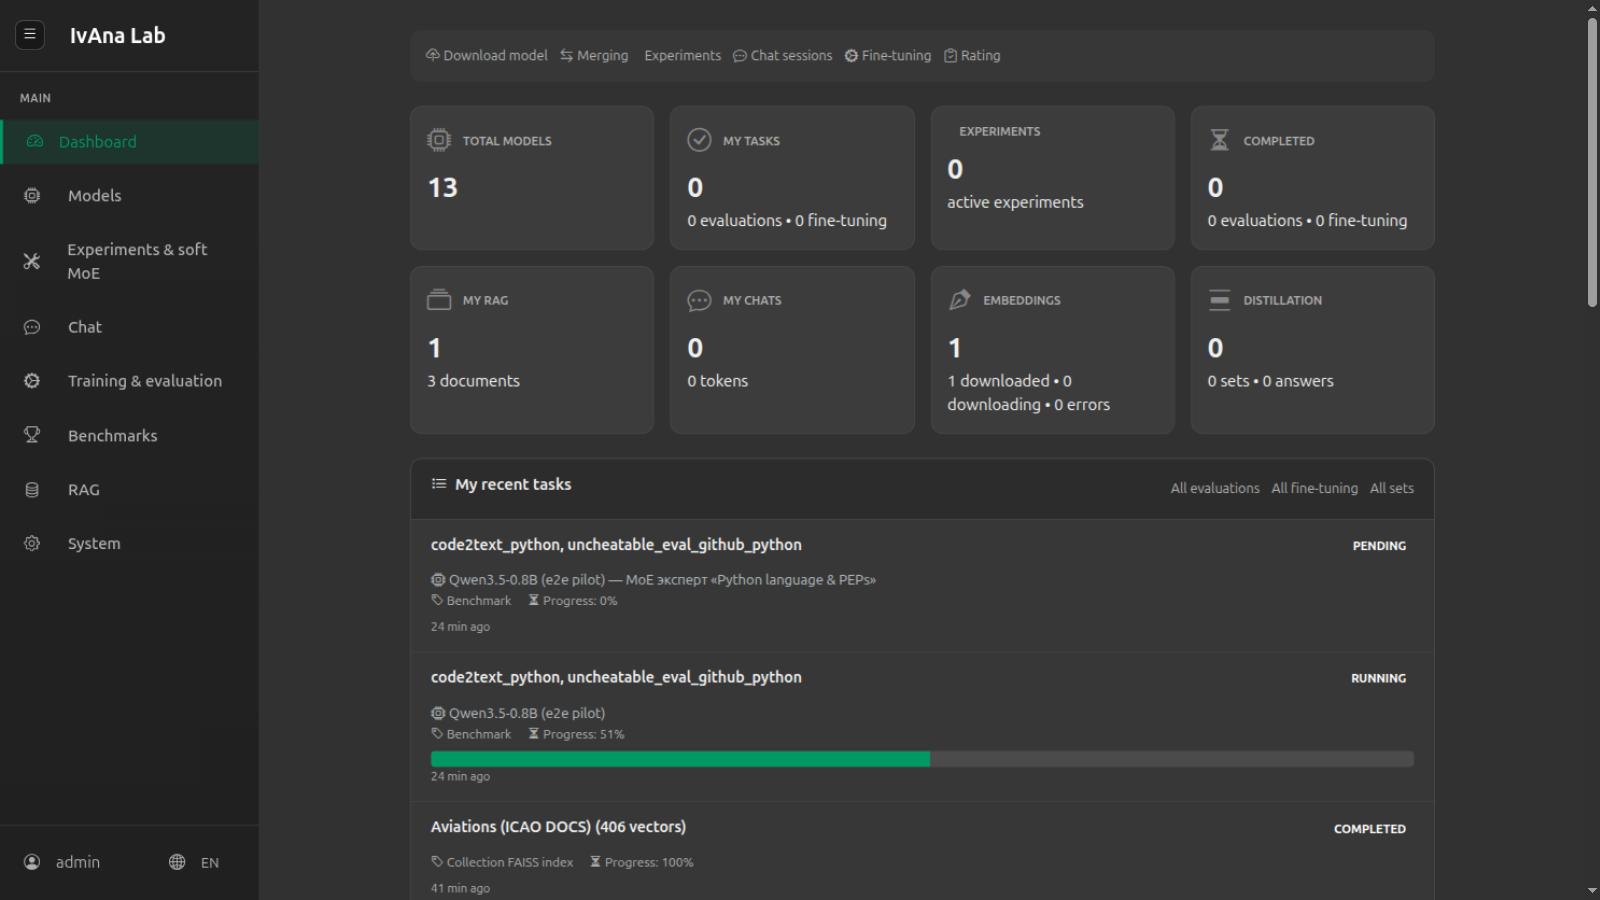 IvAna Lab
MAIN
Dashboard
Models
Experiments & soft
MoE
Chat
Training & evaluation
Benchmarks
RAG
System
admin
EN
Download model Merging Experiments Chat sessions Fine-tuning Rating
TOTAL MODELS
13
MY TASKS
0
0 evaluations • 0 fine-tuning
EXPERIMENTS
0
active experiments
COMPLETED
0
0 evaluations • 0 fine-tuning
MY RAG
1
3 documents
MY CHATS
0
0 tokens
EMBEDDINGS
1
1 downloaded • 0
downloading • 0 errors
DISTILLATION
0
0 sets • 0 answers
My recent tasks
All evaluations All fine-tuning All sets
code2text_python, uncheatable_eval_github_python
PENDING
Qwen3.5-0.8B (e2e pilot) — MoE эксперт «Python language & PEPs»
Benchmark Progress: 0%
24 min ago
code2text_python, uncheatable_eval_github_python
RUNNING
Qwen3.5-0.8B (e2e pilot)
Benchmark Progress: 51%
24 min ago
Aviations (ICAO DOCS) (406 vectors)
COMPLETED
Collection FAISS index Progress: 100%
41 min ago